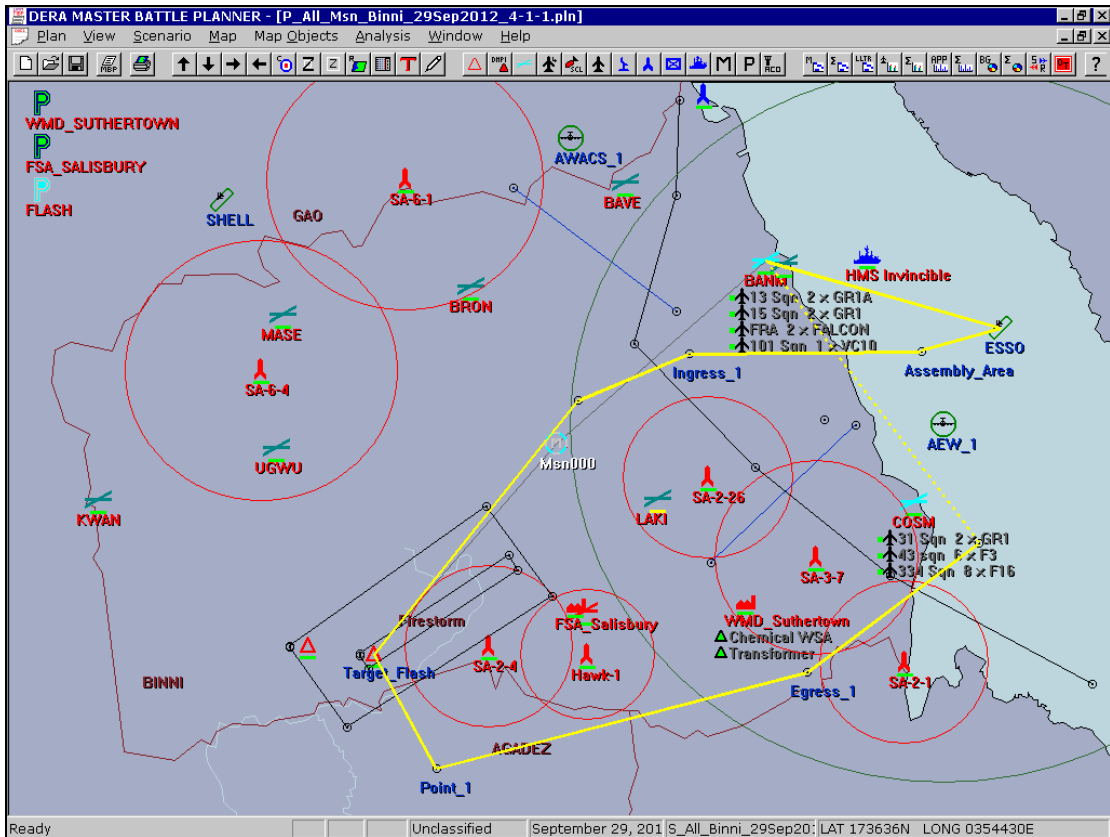 DERA MASTER BATTLE PLANNER - [P_All_Msn_Binni_29Sep2012_4-1-1.pln]
Plan View Scenario Map Map Objects Analysis Window Help
WMD_SUTHERTOWN
FSA_SALISBURY
FLASH
SHELL
GAO
SA-6-1
AWACS_1
BAVE
BRON
MASE
SA-6-4
UGWU
KWAN
BANM
HMS Invincible
13 Sqn 2 x GR1A
15 Sqn 2 x GR1
FRA 2 x FALCON
101 Sqn 1 x VC10
ESSO
Ingress_1
Assembly_Area
AEW_1
Msn000
SA-2-26
LAKI
COSM
31 Sqn 2 x GR1
43 sqn 6 x F3
334 Sqn 8 x F16
SA-3-7
Firestorm
FSA_Salisbury
WMD_Suthertown
Chemical WSA
Transformer
SA-2-4
Hawk-1
Target_Flash
BINNI
Egress_1
SA-2-1
AGADEZ
Point_1
Ready Unclassified September 29, 201 S_All_Binni_29Sep20: LAT 173636N LONG 0354430E